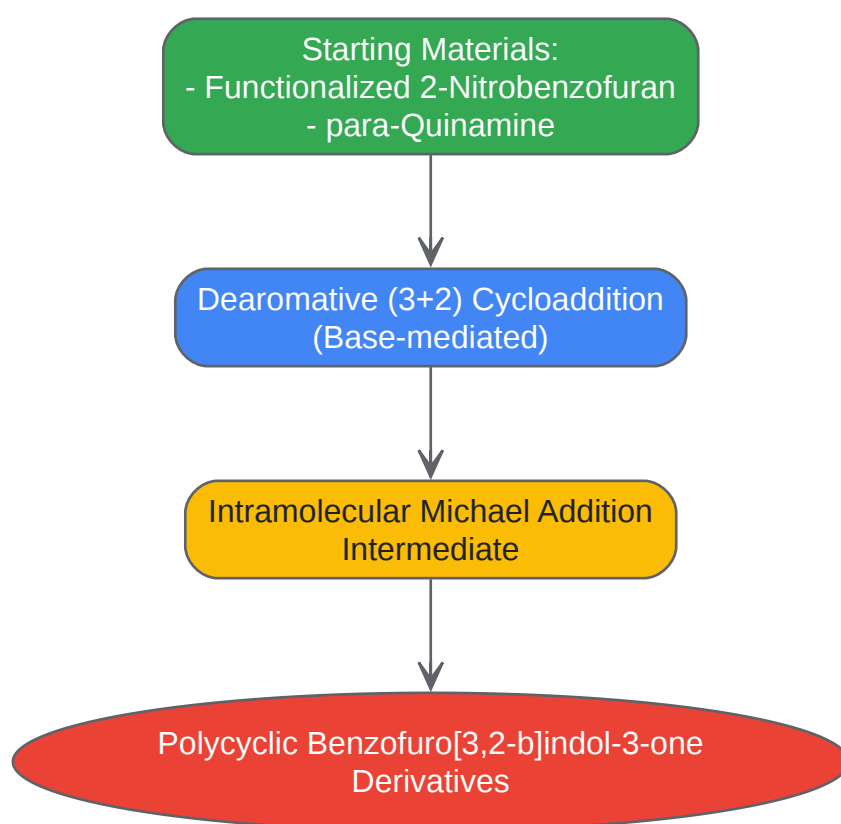 Starting Materials:
- Functionalized 2-Nitrobenzofuran
- para-Quinamine
Dearomative (3+2) Cycloaddition
(Base-mediated)
Intramolecular Michael Addition
Intermediate
Polycyclic Benzofuro[3,2-b]indol-3-one
Derivatives